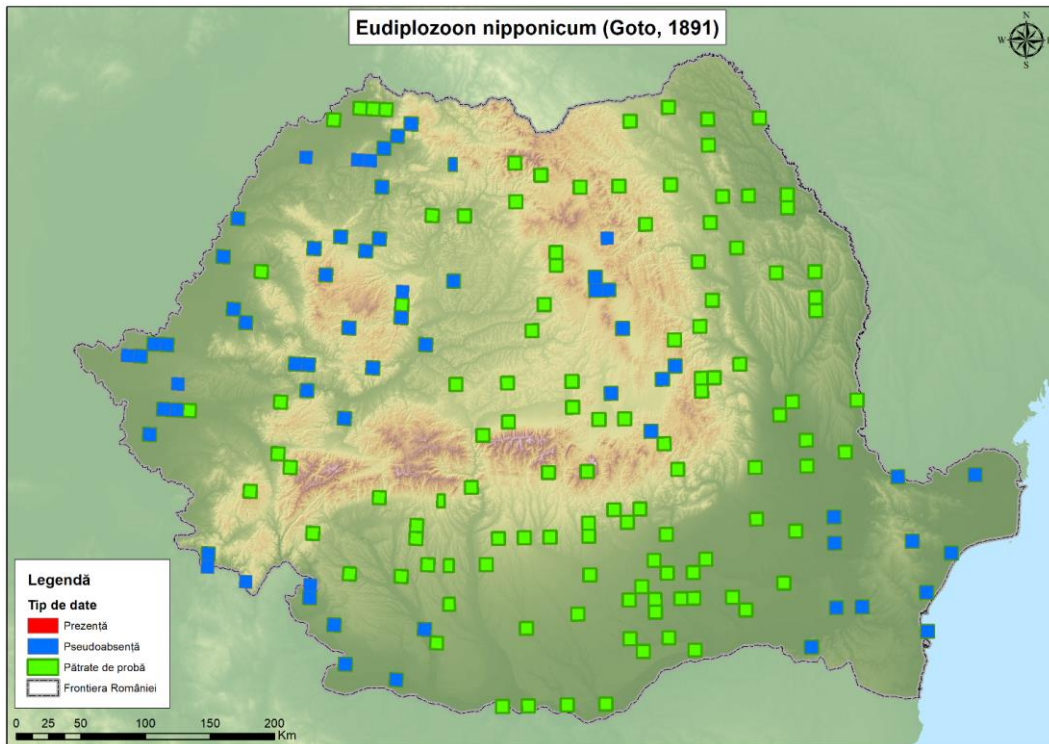 Eudiplozoon nipponicum (Goto, 1891)
N
W
S
Legendă
Tip de date
Prezență
Pseudoabsență
Pătrate de probă
Frontiera României
0 25 50 100 150 200
Km